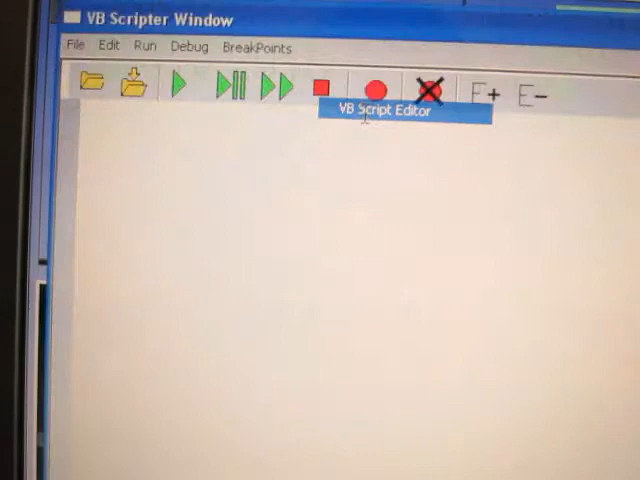 VB Scripter Window
File Edit Run Debug BreakPoints
F+ F-
VB Script Editor